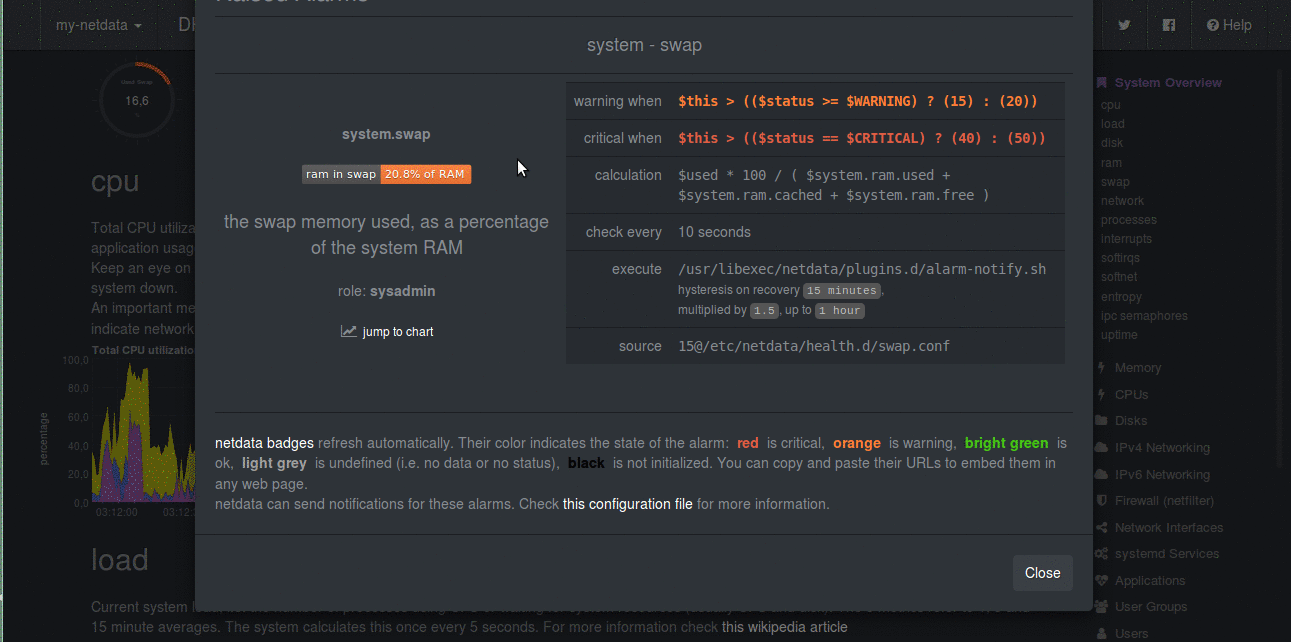 Raised Alarms
my-netdata
Help
system - swap
Used Swap
16,6
%
system.swap
ram in swap 20.8% of RAM
the swap memory used, as a percentage
of the system RAM
role: sysadmin
jump to chart
warning when $this > (($status >= $WARNING) ? (15) : (20))
critical when $this > (($status == $CRITICAL) ? (40) : (50))
calculation $used * 100 / ( $system.ram.used +
$system.ram.cached + $system.ram.free )
check every 10 seconds
execute /usr/libexec/netdata/plugins.d/alarm-notify.sh
hysteresis on recovery 15 minutes,
multiplied by 1.5, up to 1 hour
source 15@/etc/netdata/health.d/swap.conf
netdata badges refresh automatically. Their color indicates the state of the alarm: red is critical, orange is warning, bright green is
ok, light grey is undefined (i.e. no data or no status), black is not initialized. You can copy and paste their URLs to embed them in
any web page.
netdata can send notifications for these alarms. Check this configuration file for more information.
Close
cpu
Total CPU utiliza
application usag
Keep an eye on
system down.
An important me
indicate network
Total CPU utilizatio
100,0
80,0
60,0
40,0
20,0
0,0
percentage
03:12:00
03:12:
load
Current system l
15 minute averages. The system calculates this once every 5 seconds. For more information check this wikipedia article
System Overview
cpu
load
disk
ram
swap
network
processes
interrupts
softirqs
softnet
entropy
ipc semaphores
uptime
Memory
CPUs
Disks
IPv4 Networking
IPv6 Networking
Firewall (netfilter)
Network Interfaces
systemd Services
Applications
User Groups
Users